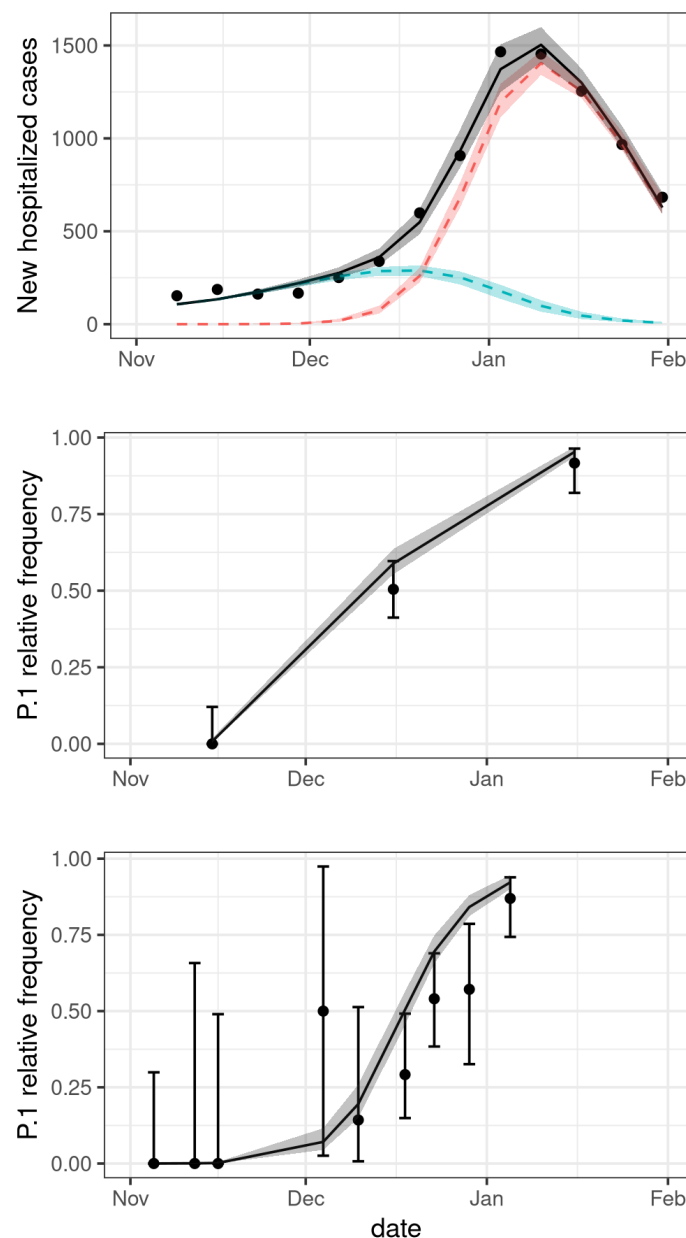 New hospitalized cases
1500
1000
500
0
Nov
Dec
Jan
Feb
P.1 relative frequency
1.00
0.75
0.50
0.25
0.00
Nov
Dec
Jan
Feb
P.1 relative frequency
1.00
0.75
0.50
0.25
0.00
Nov
Dec
Jan
Feb
date